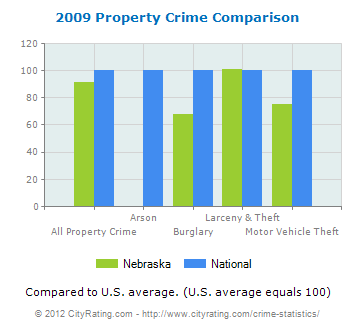 2009 Property Crime Comparison
120
100
80
60
40
20
0
Arson Larceny & Theft
All Property Crime Burglary Motor Vehicle Theft
Nebraska National
Compared to U.S. average. (U.S. average equals 100)
© 2012 CityRating.com - http://www.cityrating.com/crime-statistics/